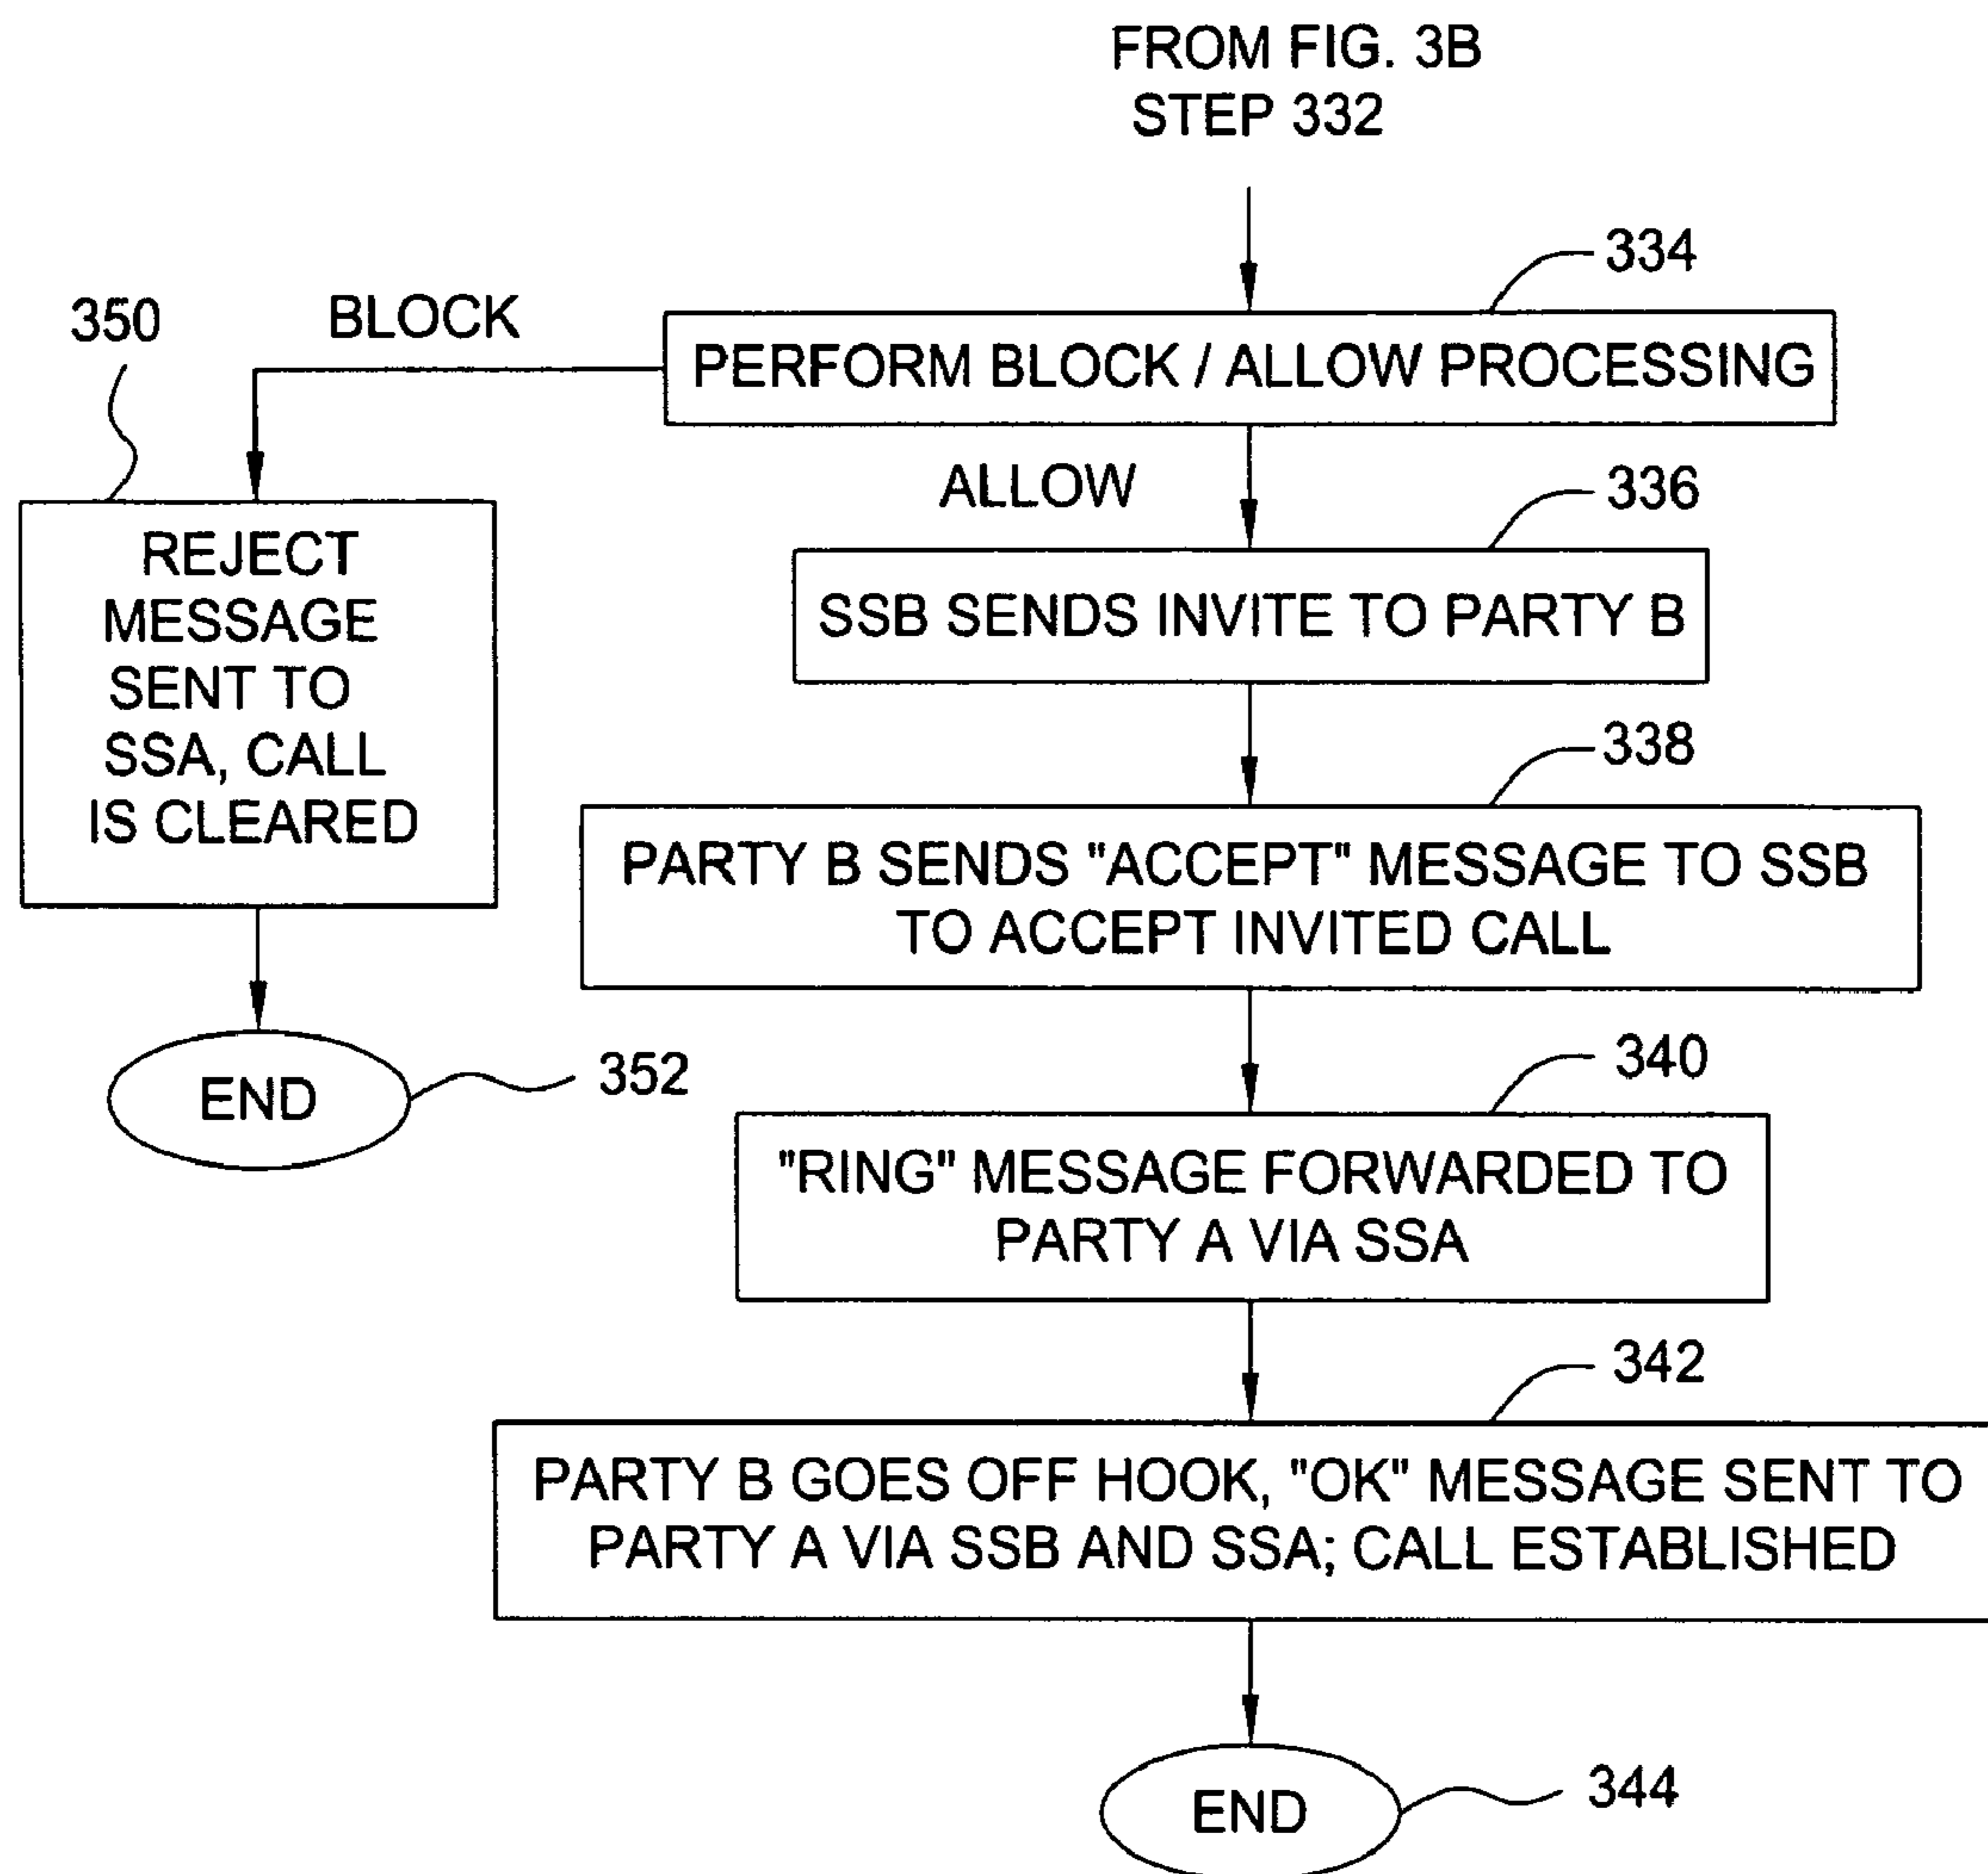 FROM FIG. 3B
STEP 332
334
BLOCK
350
PERFORM BLOCK / ALLOW PROCESSING
ALLOW
336
REJECT
MESSAGE
SENT TO
SSA, CALL
IS CLEARED
SSB SENDS INVITE TO PARTY B
338
PARTY B SENDS "ACCEPT" MESSAGE TO SSB
TO ACCEPT INVITED CALL
END
352
340
"RING" MESSAGE FORWARDED TO
PARTY A VIA SSA
342
PARTY B GOES OFF HOOK, "OK" MESSAGE SENT TO
PARTY A VIA SSB AND SSA; CALL ESTABLISHED
END
344